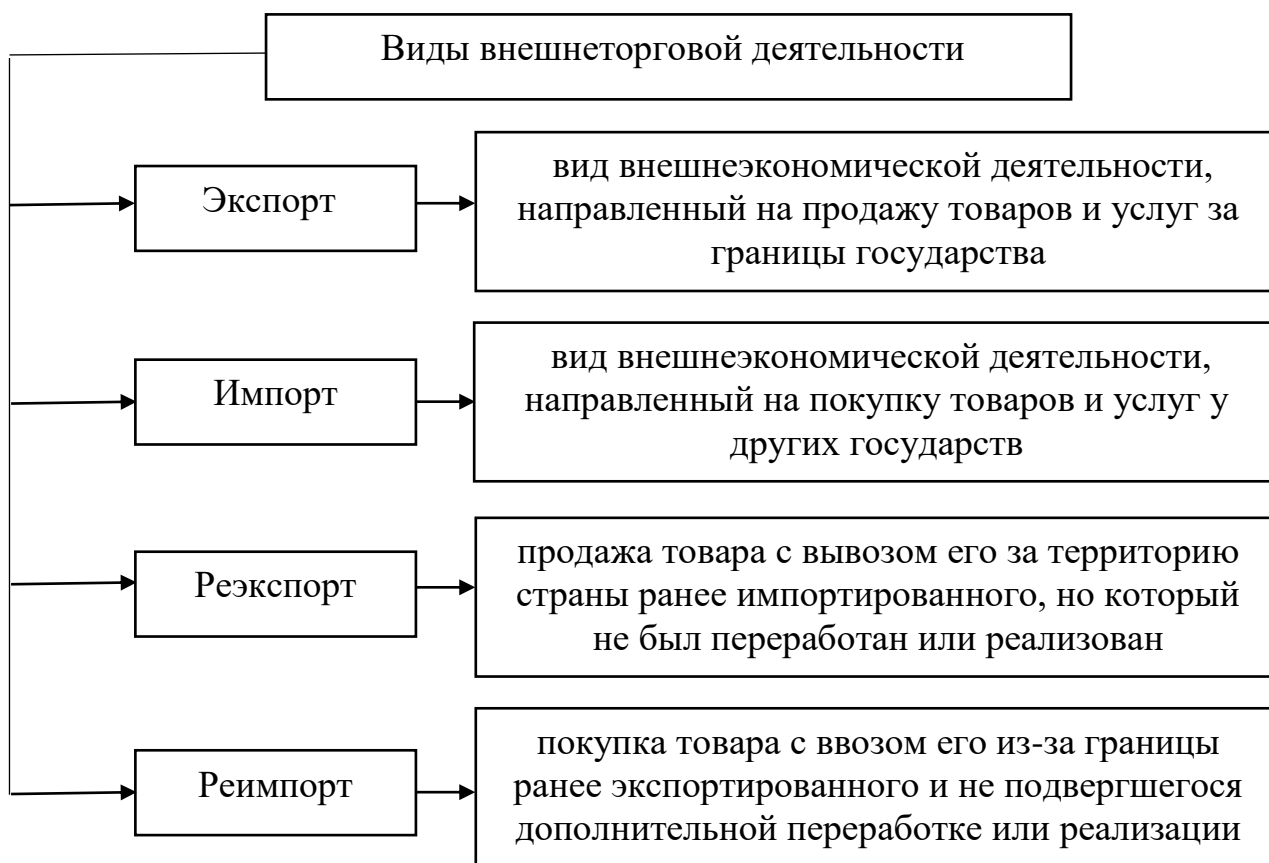 Виды внешнеторговой деятельности
Экспорт
вид внешнеэкономической деятельности,
направленный на продажу товаров и услуг за
границы государства
Импорт
вид внешнеэкономической деятельности,
направленный на покупку товаров и услуг у
других государств
Реэкспорт
продажа товара с вывозом его за территорию
страны ранее импортированного, но который
не был переработан или реализован
Реимпорт
покупка товара с ввозом его из-за границы
ранее экспортированного и не подвергшегося
дополнительной переработке или реализации